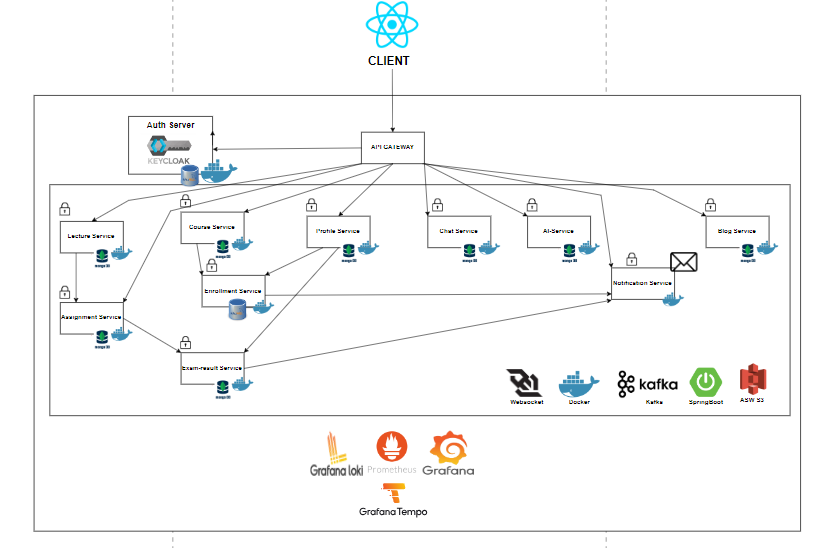 CLIENT
Auth Server
KEYCLOAK
API GATEWAY
Lecture Service
Course Service
Profile Service
Chat Service
AI-Service
Blog Service
Enrollment Service
Notification Service
Assignment Service
Exam-result Service
Websocket
Docker
kafka
Kafka
SpringBoot
ASW S3
Grafana loki
Prometheus
Grafana
Grafana Tempo